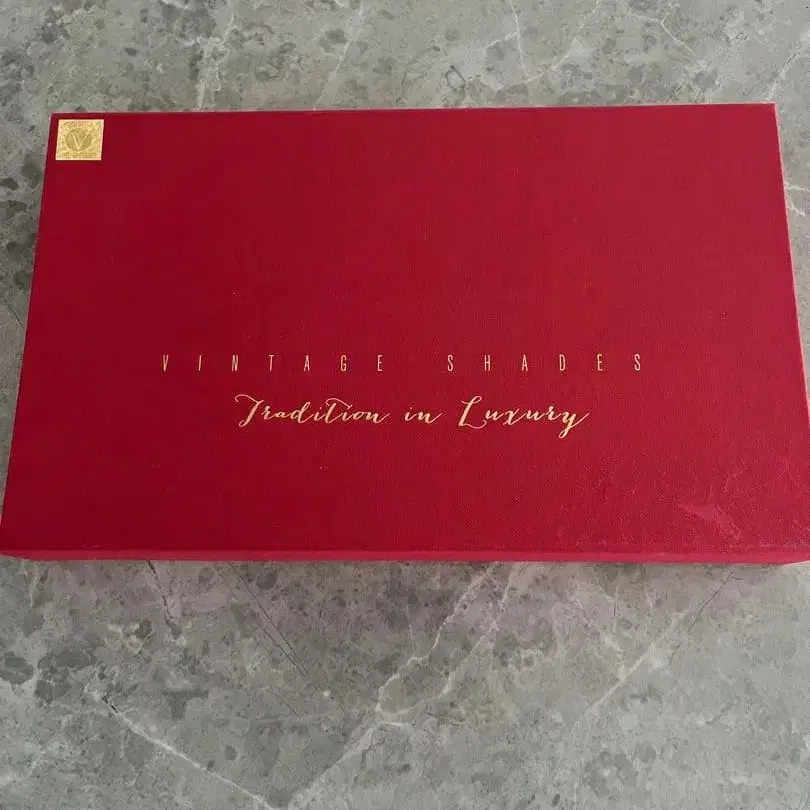 V
VINTAGE SHADES
Tradition in Luxury